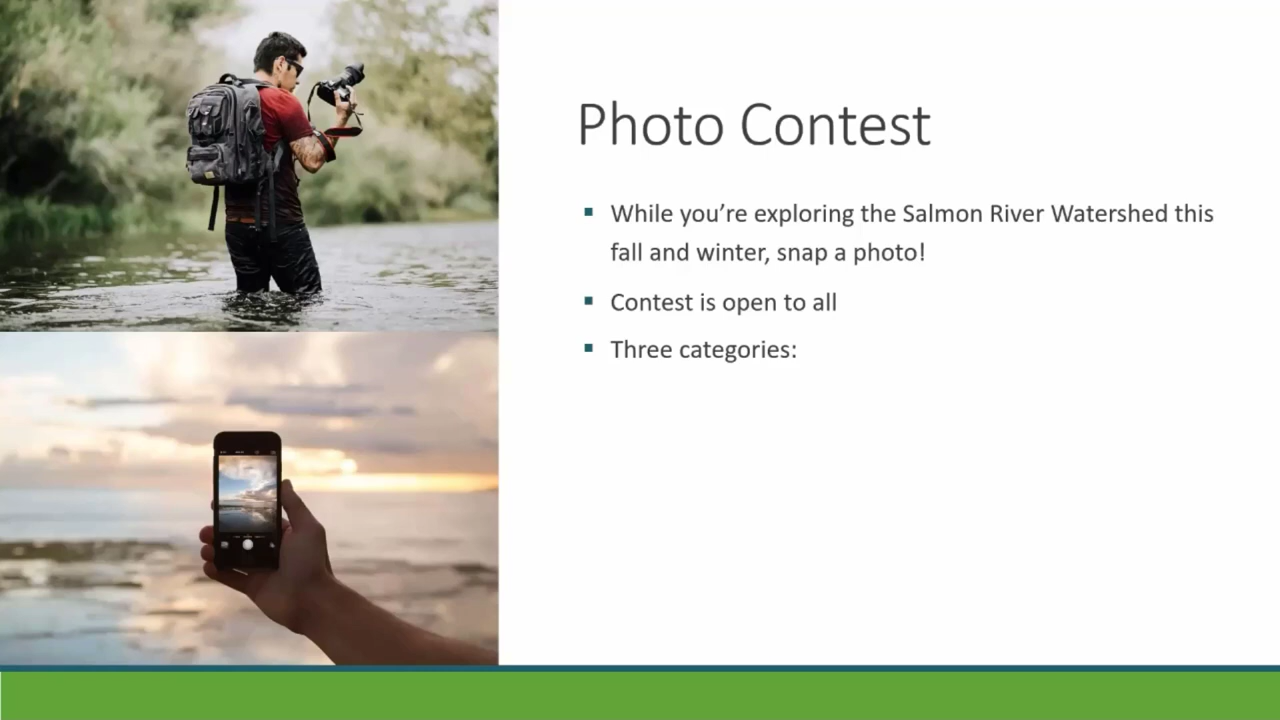 Photo Contest
While you’re exploring the Salmon River Watershed this
fall and winter, snap a photo!
Contest is open to all
Three categories: